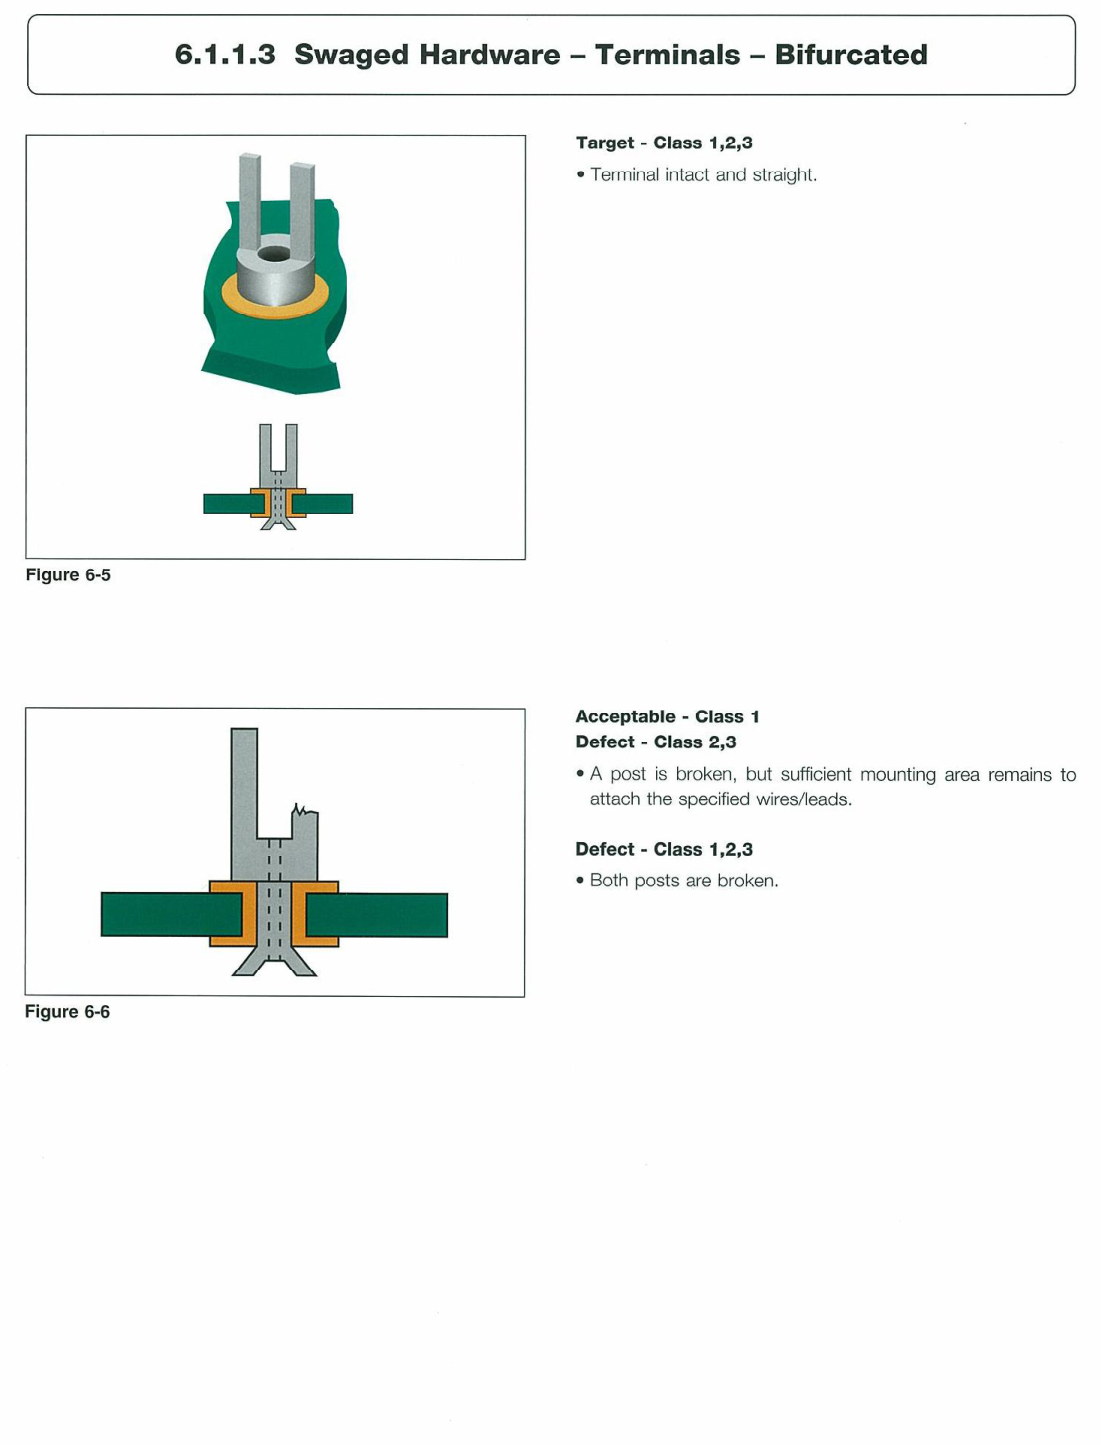 6.1.1.3 Swaged Hardware – Terminals – Bifurcated
Target - Class 1,2,3
• Terminal intact and straight.
Figure 6-5
Acceptable - Class 1
Defect - Class 2,3
• A post is broken, but sufficient mounting area remains to
attach the specified wires/leads.
Defect - Class 1,2,3
• Both posts are broken.
Figure 6-6